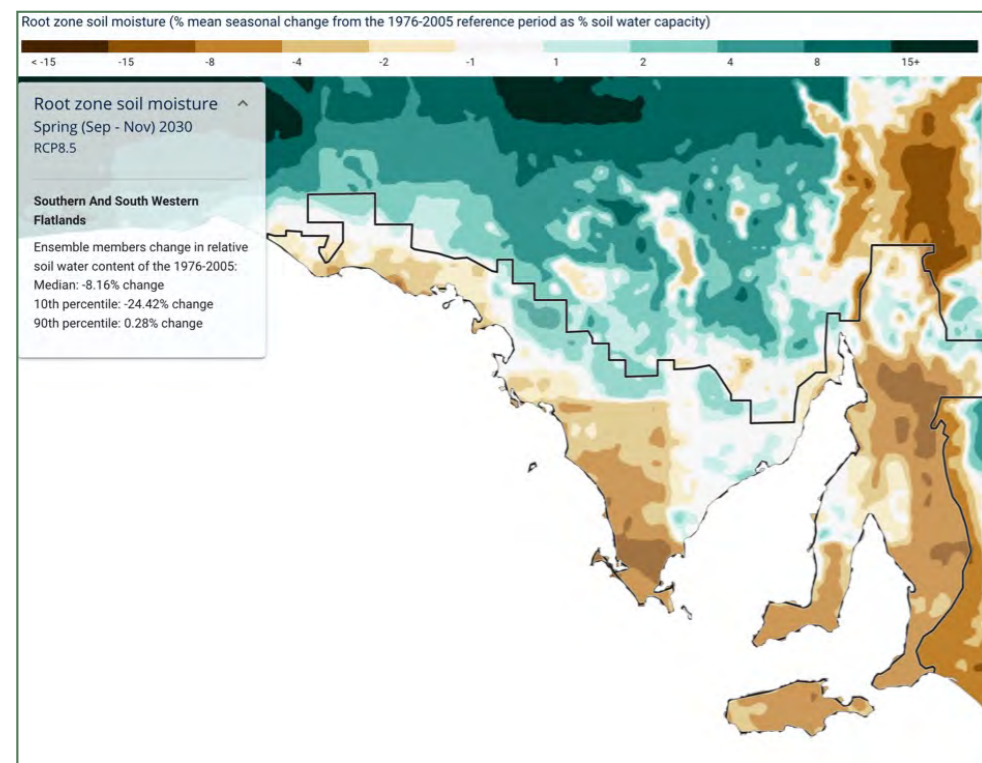 Root zone soil moisture (% mean seasonal change from the 1976-2005 reference period as % soil water capacity)
< -15 -15 -8 -4 -2 -1 1 2 4 8 15+
Root zone soil moisture
Spring (Sep - Nov) 2030
RCP8.5
Southern And South Western
Flatlands
Ensemble members change in relative
soil water content of the 1976-2005:
Median: -8.16% change
10th percentile: -24.42% change
90th percentile: 0.28% change